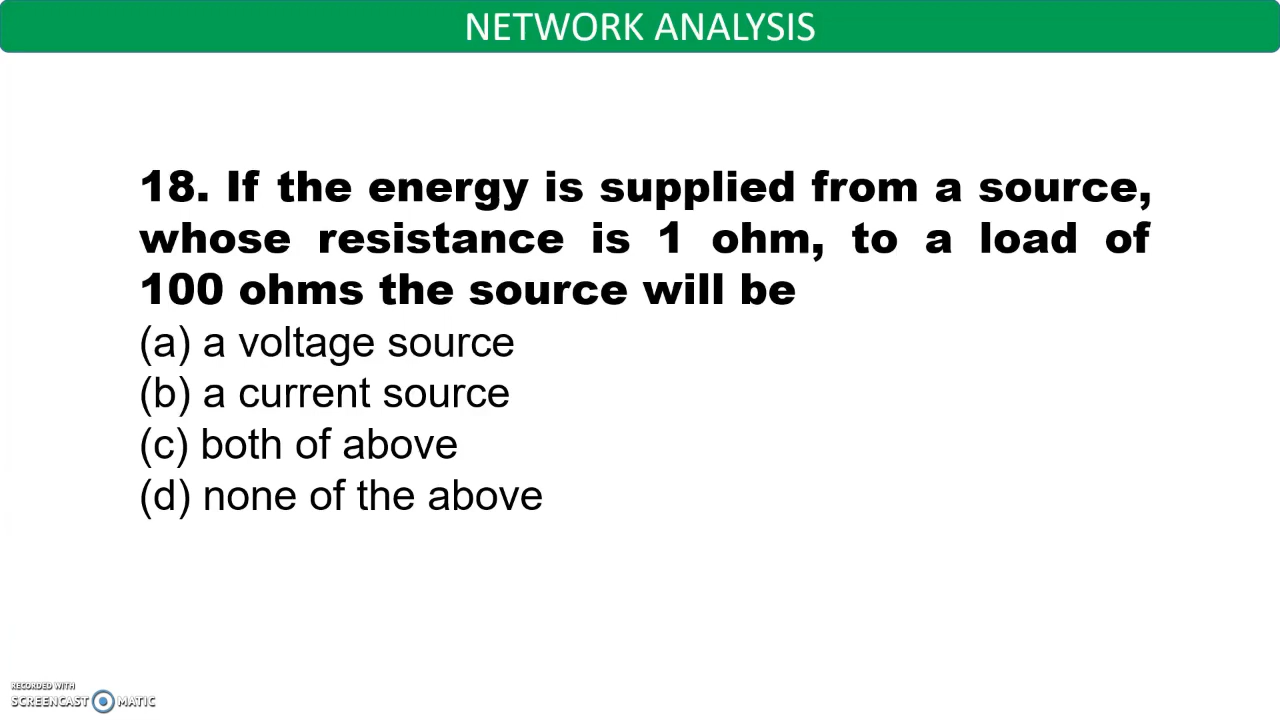 NETWORK ANALYSIS
18. If the energy is supplied from a source,
whose resistance is 1 ohm, to a load of
100 ohms the source will be
(a) a voltage source
(b) a current source
(c) both of above
(d) none of the above
RECORDED WITH
SCREENCAST MATIC